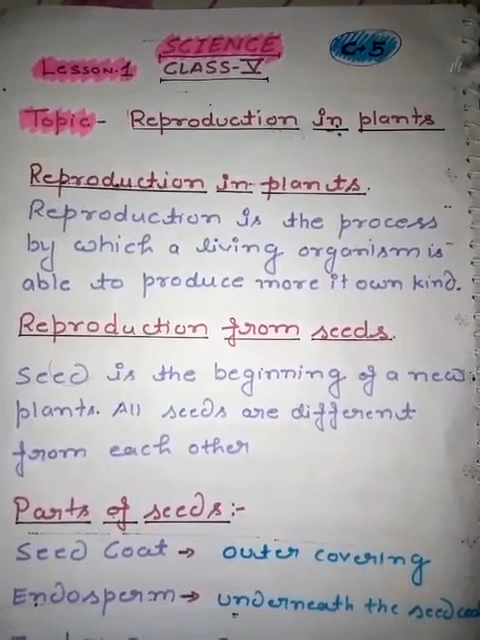 SCIENCE
C-5
LESSON-1
CLASS-V
Topic- Reproduction in plants
Reproduction in plants.
Reproduction is the process
by which a living organism is
able to produce more it own kind.
Reproduction from seeds.
Seed is the beginning of a new
plants. All seeds are different
from each other
Parts of seeds:-
Seed Coat → outer covering
Endosperm → underneath the seed coat